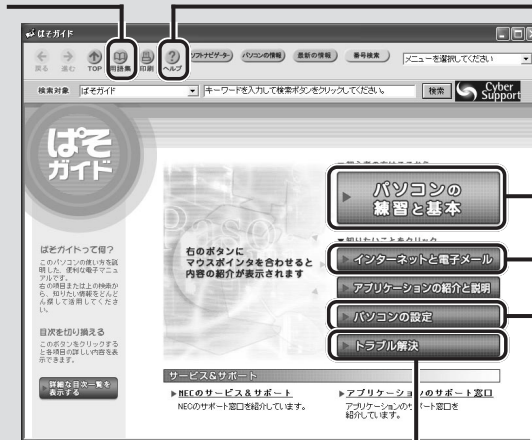 ぱそガイド
戻る 進む TOP 用語集 印刷 ヘルプ ソフトナビゲーター パソコンの情報 最新の情報 番号検索 メニューを選択してください
検索対象 ぱそガイド キーワードを入力して検索ボタンをクリックしてください。 検索 Cyber Support
ぱそ
ガイド
パソコンの
練習と基本
▼知りたいことをクリック
右のボタンに
マウスポインタを合わせると
内容の紹介が表示されます
インターネットと電子メール
アプリケーションの紹介と説明
パソコンの設定
トラブル解決
ぱそガイドって何?
このパソコンの使い方を説
明した、便利な電子マニュ
アルです。
右の項目または上の検索か
ら、知りたい情報をどんど
ん探して活用してくださ
い。
目次を切り換える
このボタンをクリックする
と各項目の詳しい内容を表
示できます。
詳細な目次一覧を
表示する
サービス&サポート
NECのサービス&サポート
NECのサポート窓口を紹介しています。
アプリケーションのサポート窓口
アプリケーションのサポート窓口を
紹介しています。